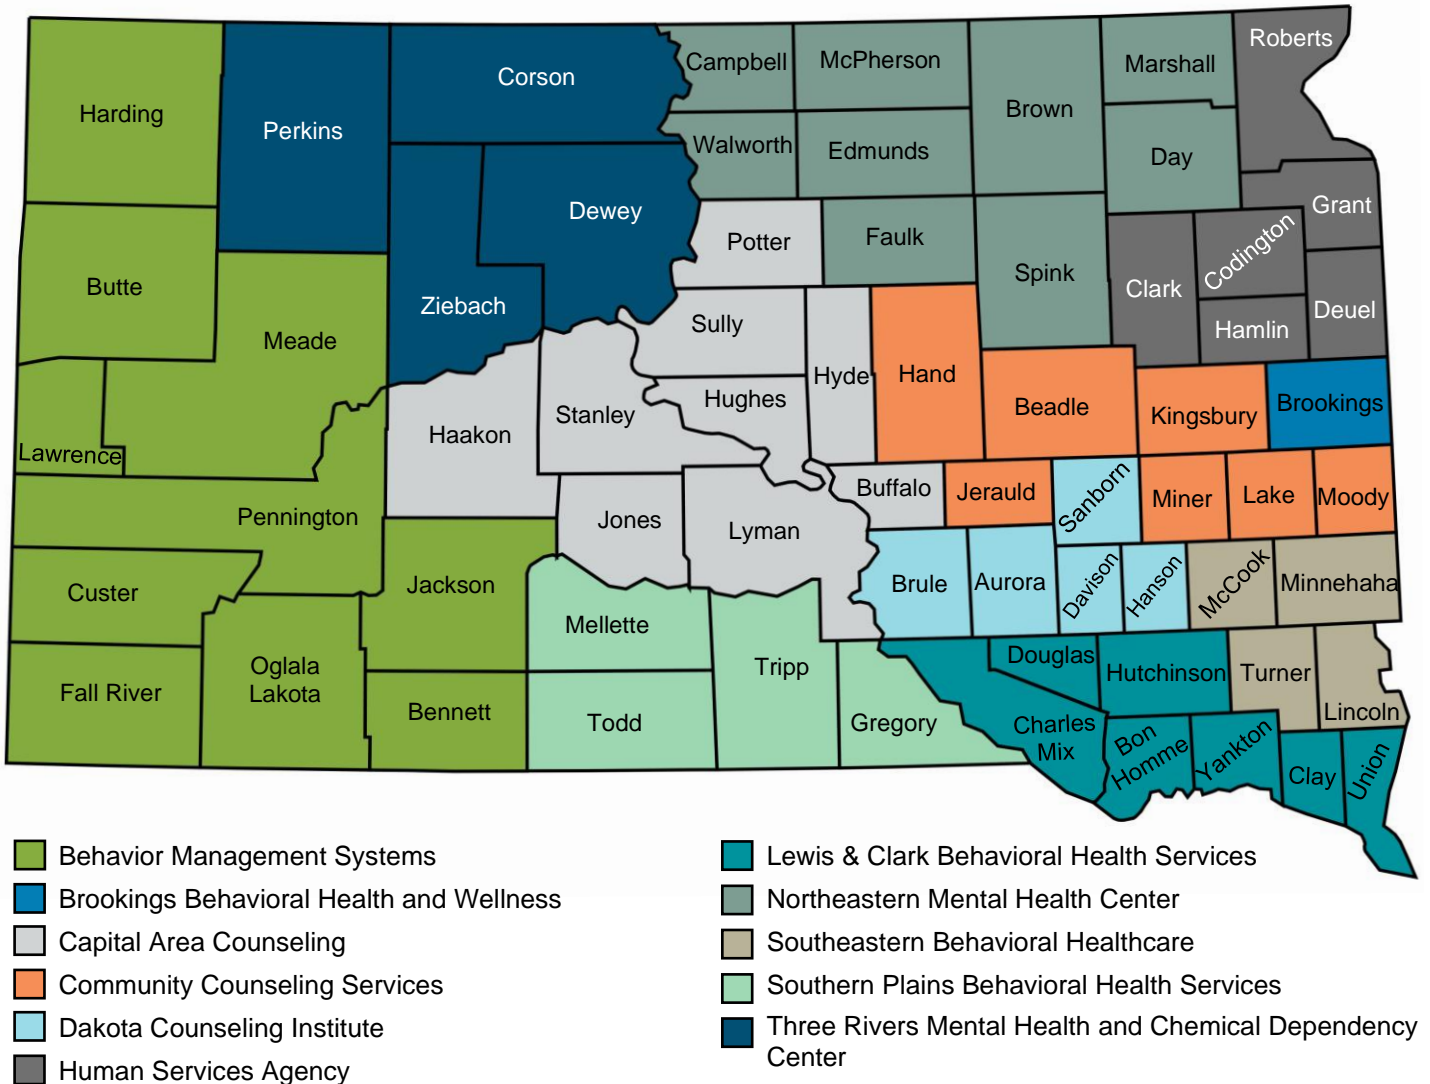 Harding
Perkins
Corson
Campbell
McPherson
Brown
Marshall
Roberts
Walworth
Edmunds
Day
Dewey
Grant
Butte
Ziebach
Potter
Faulk
Spink
Clark
Codington
Deuel
Hamlin
Meade
Sully
Hyde
Hand
Beadle
Kingsbury
Brookings
Lawrence
Haakon
Stanley
Hughes
Buffalo
Jerauld
Sanborn
Miner
Lake
Moody
Pennington
Jones
Lyman
Custer
Jackson
Brule
Aurora
Davison
Hanson
McCook
Minnehaha
Mellette
Fall River
Oglala
Lakota
Bennett
Todd
Tripp
Gregory
Charles
Mix
Douglas
Hutchinson
Turner
Lincoln
Bon
Homme
Yankton
Clay
Union
Behavior Management Systems
Brookings Behavioral Health and Wellness
Capital Area Counseling
Community Counseling Services
Dakota Counseling Institute
Human Services Agency
Lewis & Clark Behavioral Health Services
Northeastern Mental Health Center
Southeastern Behavioral Healthcare
Southern Plains Behavioral Health Services
Three Rivers Mental Health and Chemical Dependency
Center